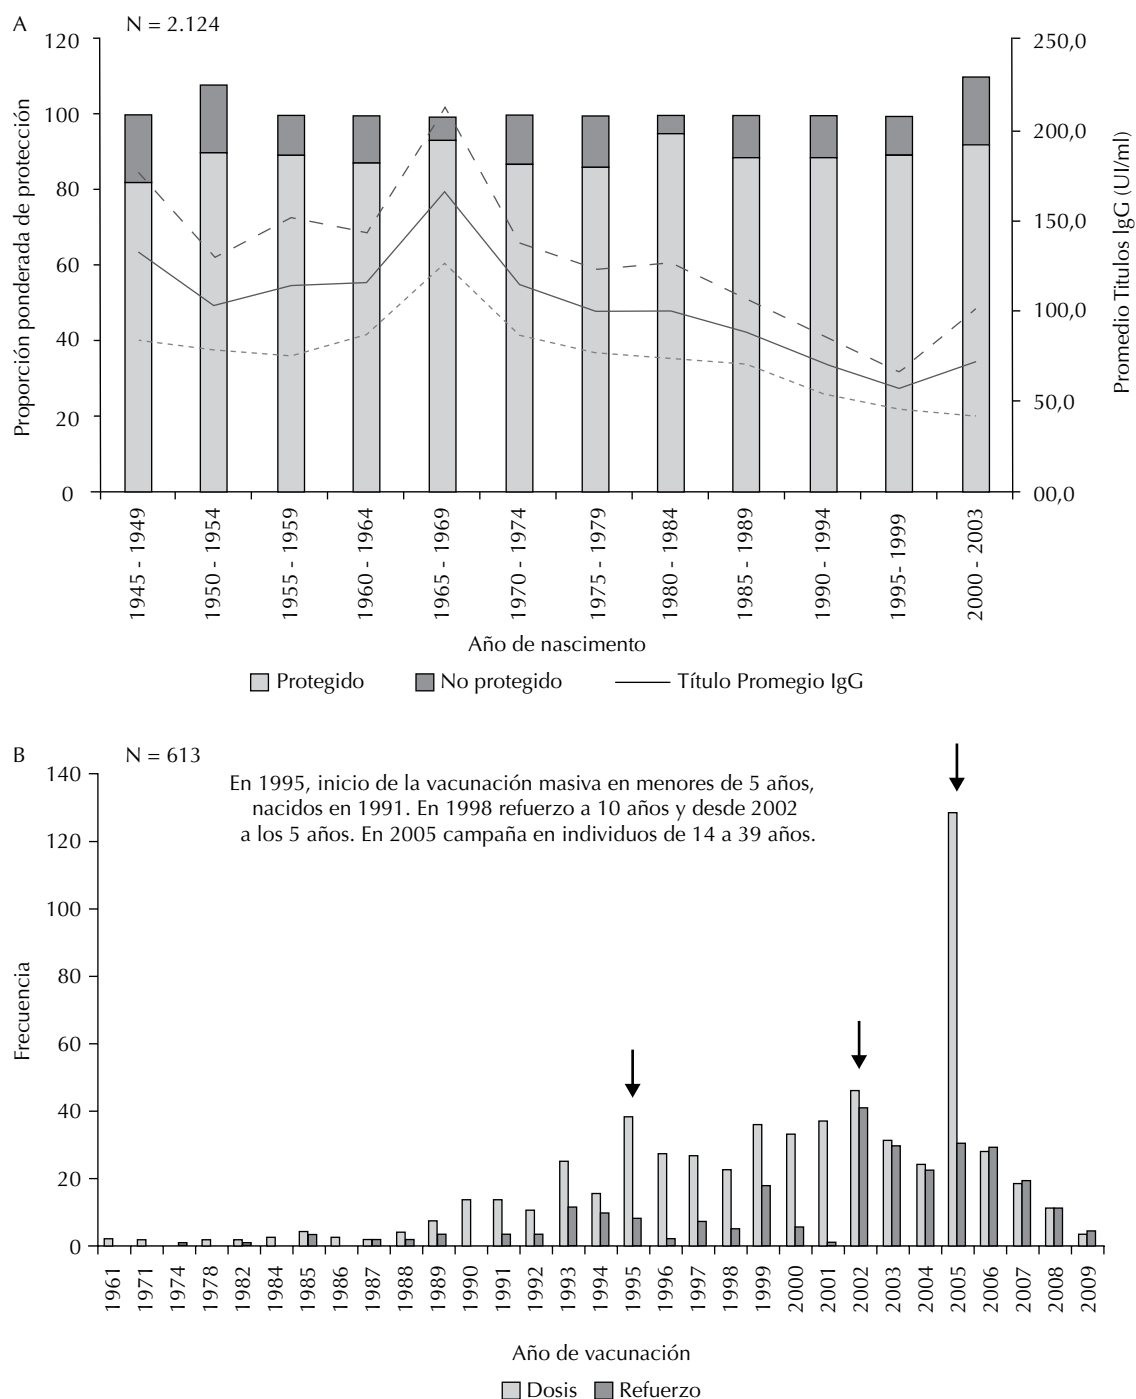 A
N = 2.124
120
100
80
60
40
20
0
Proporción ponderada de protección
250,0
200,0
150,0
100,0
50,0
00,0
Promedio Titulos IgG (UI/ml)
1945 - 1949
1950 - 1954
1955 - 1959
1960 - 1964
1965 - 1969
1970 - 1974
1975 - 1979
1980 - 1984
1985 - 1989
1990 - 1994
1995- 1999
2000 - 2003
Año de nascimento
Protegido No protegido Título Promegio IgG
B
N = 613
En 1995, inicio de la vacunación masiva en menores de 5 años,
nacidos en 1991. En 1998 refuerzo a 10 años y desde 2002
a los 5 años. En 2005 campaña en individuos de 14 a 39 años.
140
120
100
80
60
40
20
0
Frecuencia
1961
1971
1974
1978
1982
1984
1985
1986
1987
1988
1989
1990
1991
1992
1993
1994
1995
1996
1997
1998
1999
2000
2001
2002
2003
2004
2005
2006
2007
2008
2009
Año de vacunación
Dosis Refuerzo